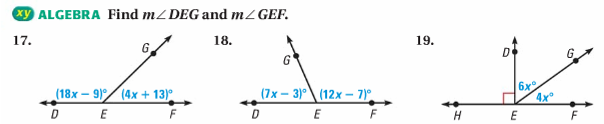 xy ALGEBRA Find m∠DEG and m∠GEF.
17.
G
(18x − 9)° (4x + 13)°
D E F
18.
G
(7x − 3)° (12x − 7)°
D E F
19.
D G
6x°
4x°
H E F